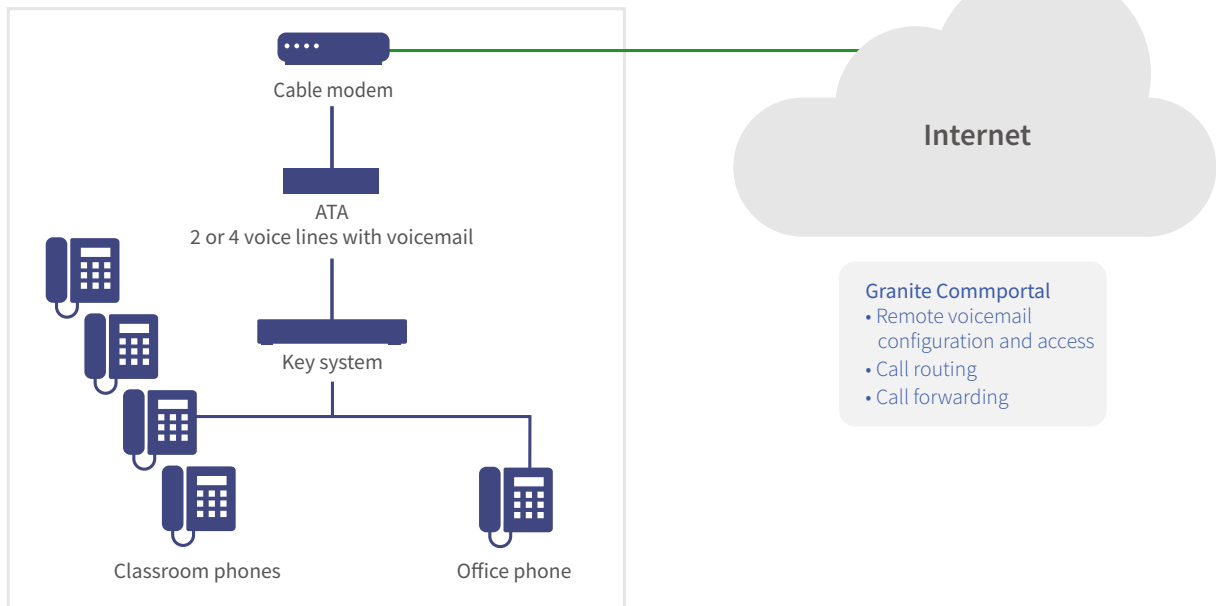 Cable modem
Internet
ATA
2 or 4 voice lines with voicemail
Granite Commportal
• Remote voicemail
configuration and access
• Call routing
• Call forwarding
Key system
Classroom phones
Office phone